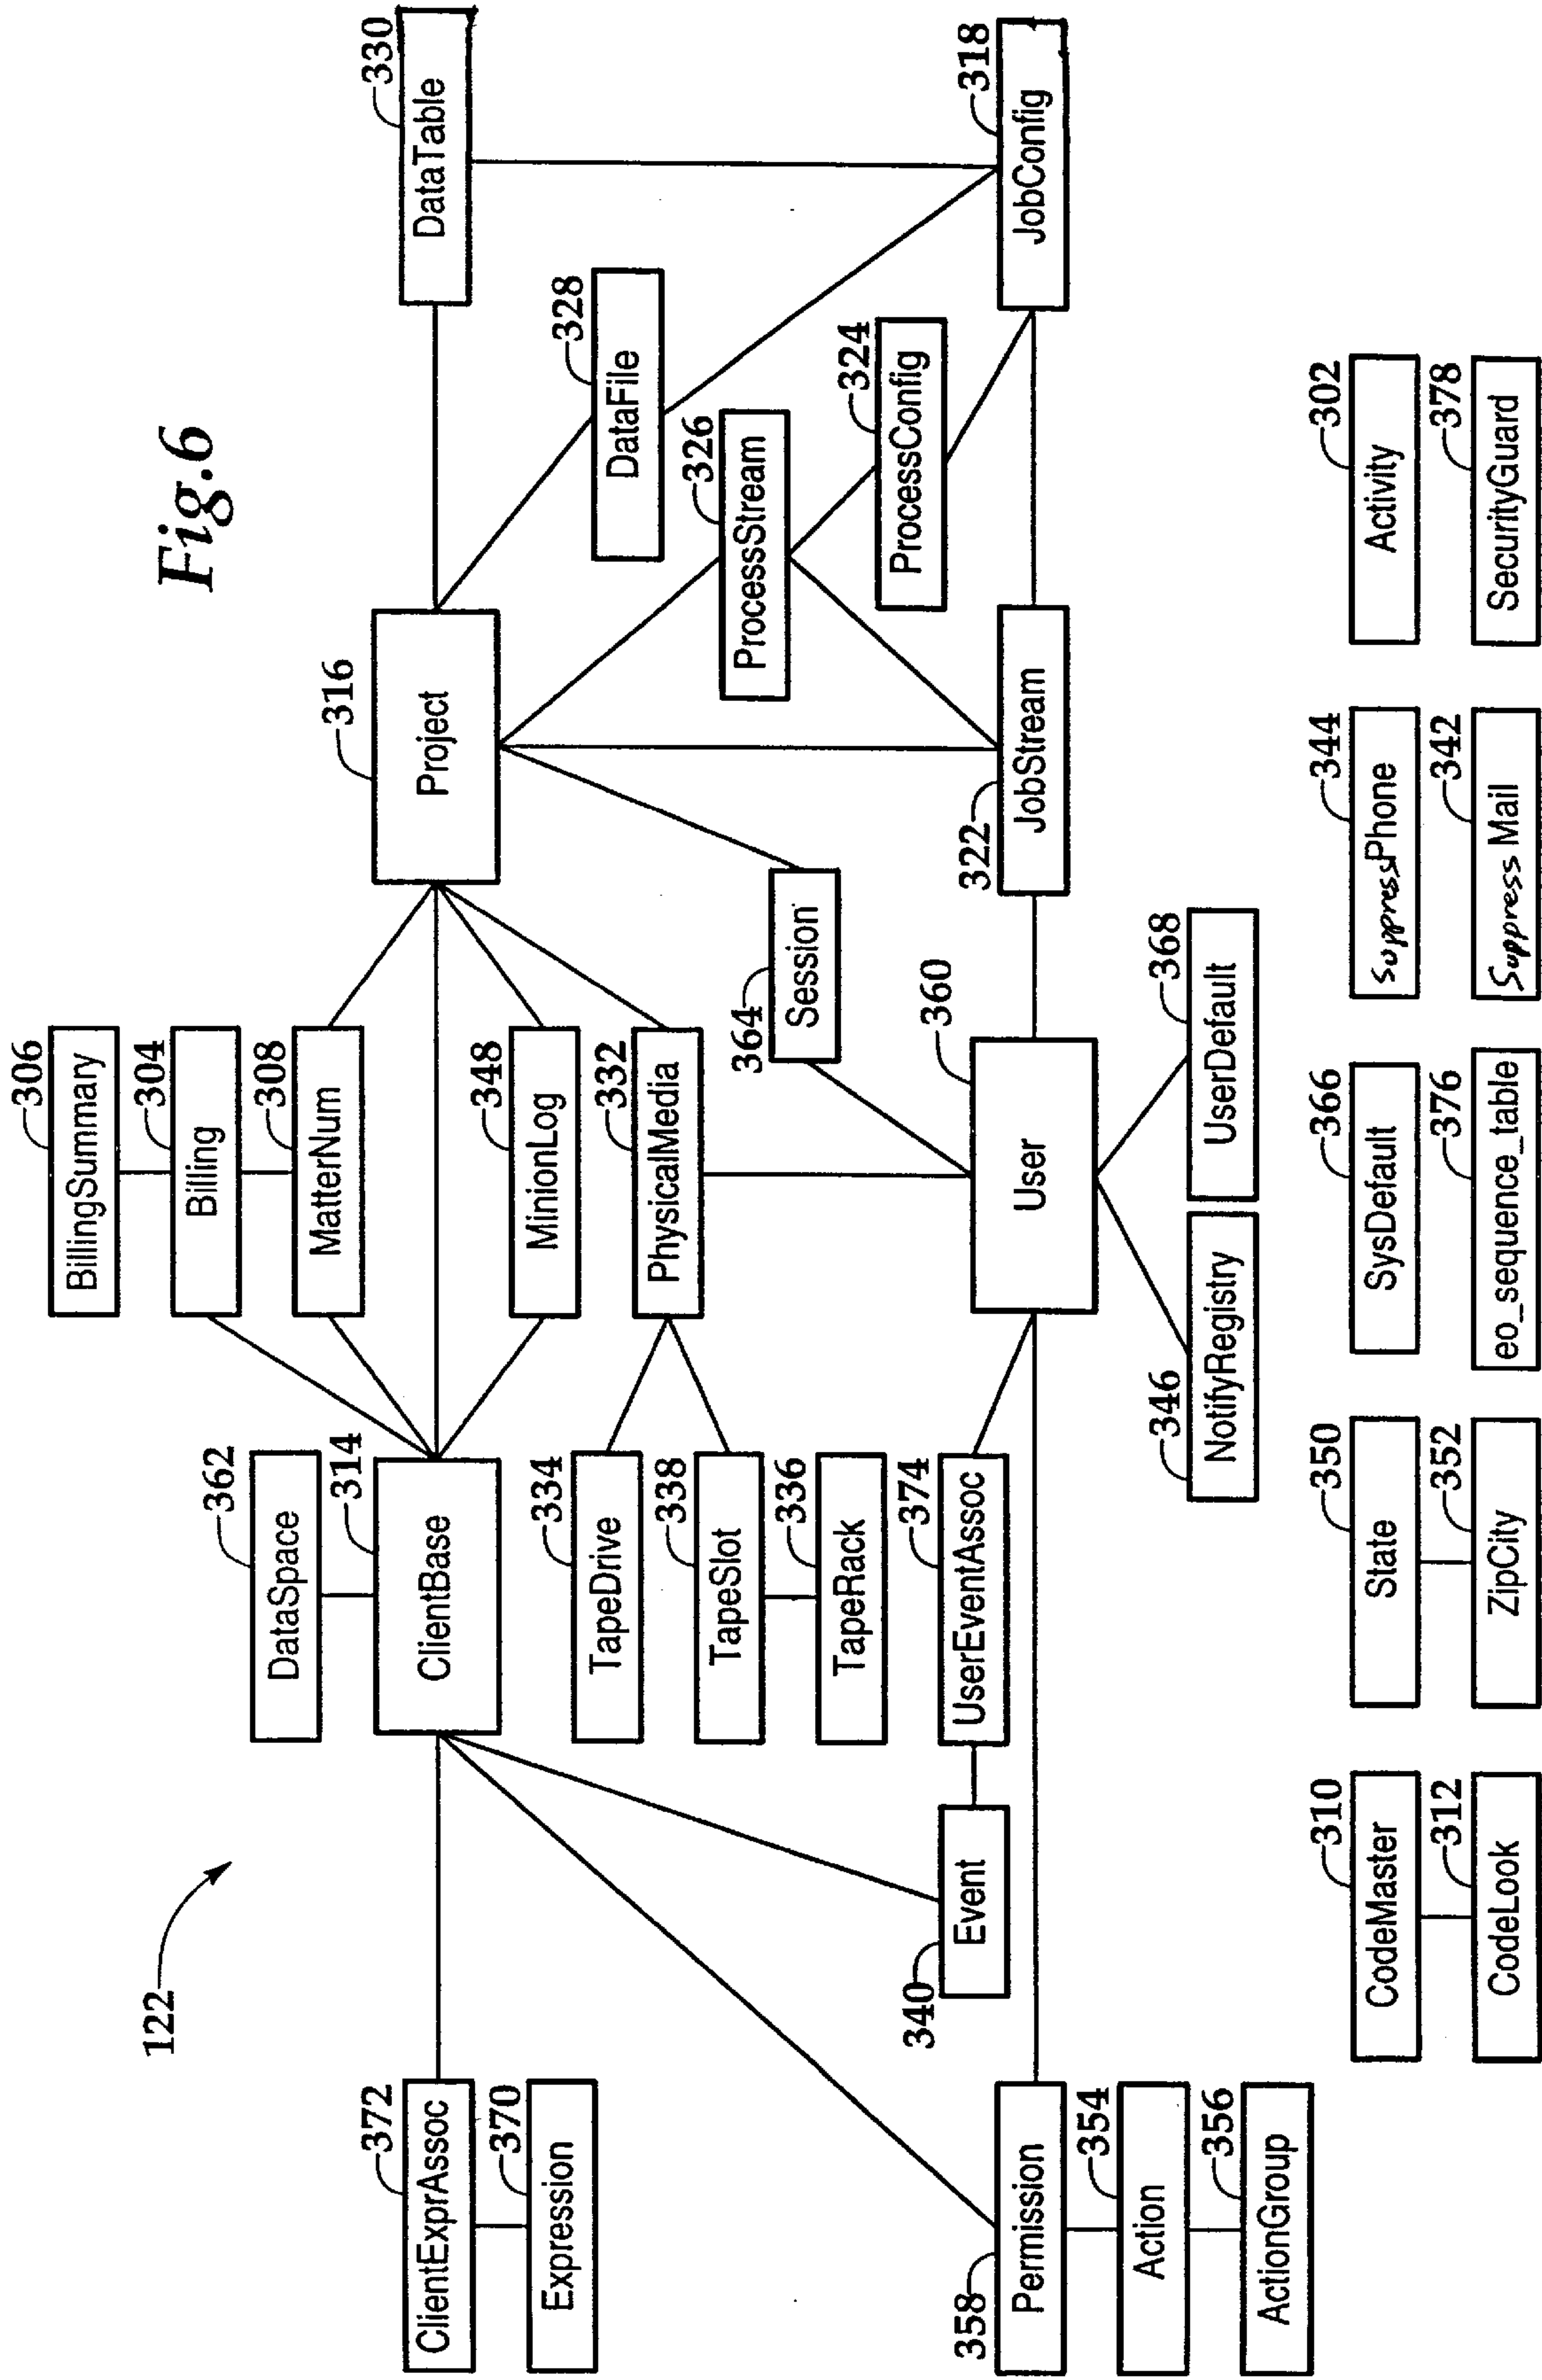 Fig.6
122
BillingSummary
306
Billing
304
MatterNum
308
MinionLog
348
PhysicalMedia
332
DataSpace
362
ClientBase
314
Project
316
DataTable
330
ClientExprAssoc
372
Expression
370
TapeDrive
334
TapeSlot
338
TapeRack
336
DataFile
328
ProcessStream
326
ProcessConfig
324
Session
364
Event
340
UserEventAssoc
374
User
360
JobStream
322
JobConfig
318
Permission
358
Action
354
ActionGroup
356
NotifyRegistry
346
UserDefault
368
CodeMaster
310
State
350
SysDefault
366
SuppressPhone
344
Activity
302
CodeLook
312
ZipCity
352
eo_sequence_table
376
Suppress Mail
342
SecurityGuard
378